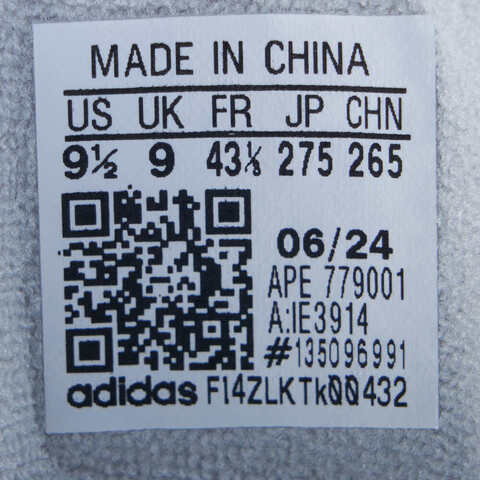 MADE IN CHINA
US UK FR JP CHN
9½ 9 43⅓ 275 265
06/24
APE 779001
A:IE3914
#135096991
adidas F14ZLKTk00432